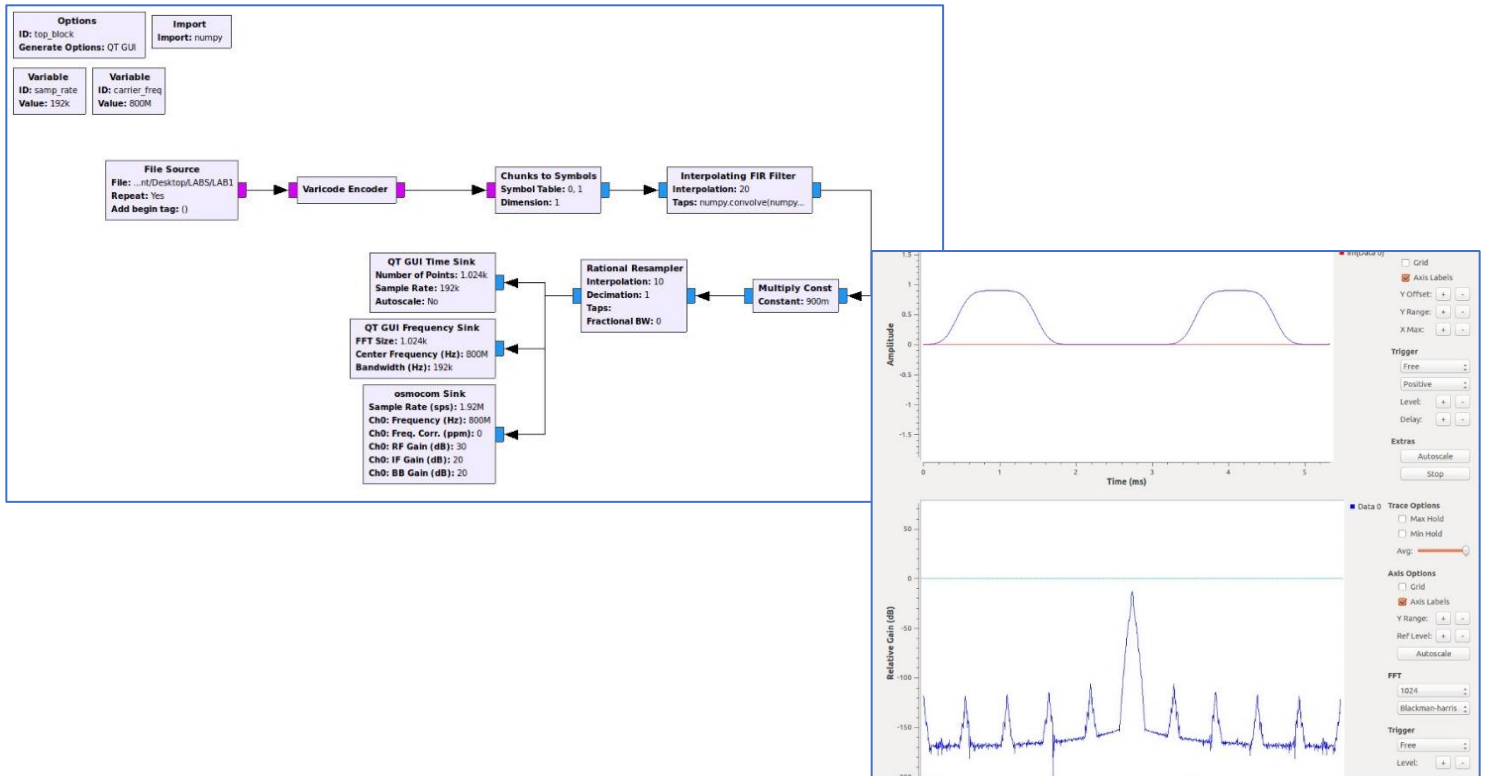 Options
ID: top_block
Generate Options: QT GUI
Import
Import: numpy
Variable
ID: samp_rate
Value: 192k
Variable
ID: carrier_freq
Value: 800M
File Source
File: ...nt/Desktop/LABS/LAB1
Repeat: Yes
Add begin tag: ()
Varicode Encoder
Chunks to Symbols
Symbol Table: 0, 1
Dimension: 1
Interpolating FIR Filter
Interpolation: 20
Taps: numpy.convolve(numpy...
QT GUI Time Sink
Number of Points: 1.024k
Sample Rate: 192k
Autoscale: No
Rational Resampler
Interpolation: 10
Decimation: 1
Taps:
Fractional BW: 0
Multiply Const
Constant: 900m
QT GUI Frequency Sink
FFT Size: 1.024k
Center Frequency (Hz): 800M
Bandwidth (Hz): 192k
osmocom Sink
Sample Rate (sps): 1.92M
Ch0: Frequency (Hz): 800M
Ch0: Freq. Corr. (ppm): 0
Ch0: RF Gain (dB): 30
Ch0: IF Gain (dB): 20
Ch0: BB Gain (dB): 20
1.5
1
0.5
0
-0.5
-1
-1.5
Amplitude
0 1 2 3 4 5
Time (ms)
Grid
Axis Labels
Y Offset: + -
Y Range: + -
X Max: + -
Trigger
Free
Positive
Level: + -
Delay: + -
Extras
Autoscale
Stop
50
0
-50
-100
-150
Relative Gain (dB)
Data 0
Trace Options
Max Hold
Min Hold
Avg:
Axis Options
Grid
Axis Labels
Y Range: + -
Ref Level: + -
Autoscale
FFT
1024
Blackman-harris
Trigger
Free
Level: + -